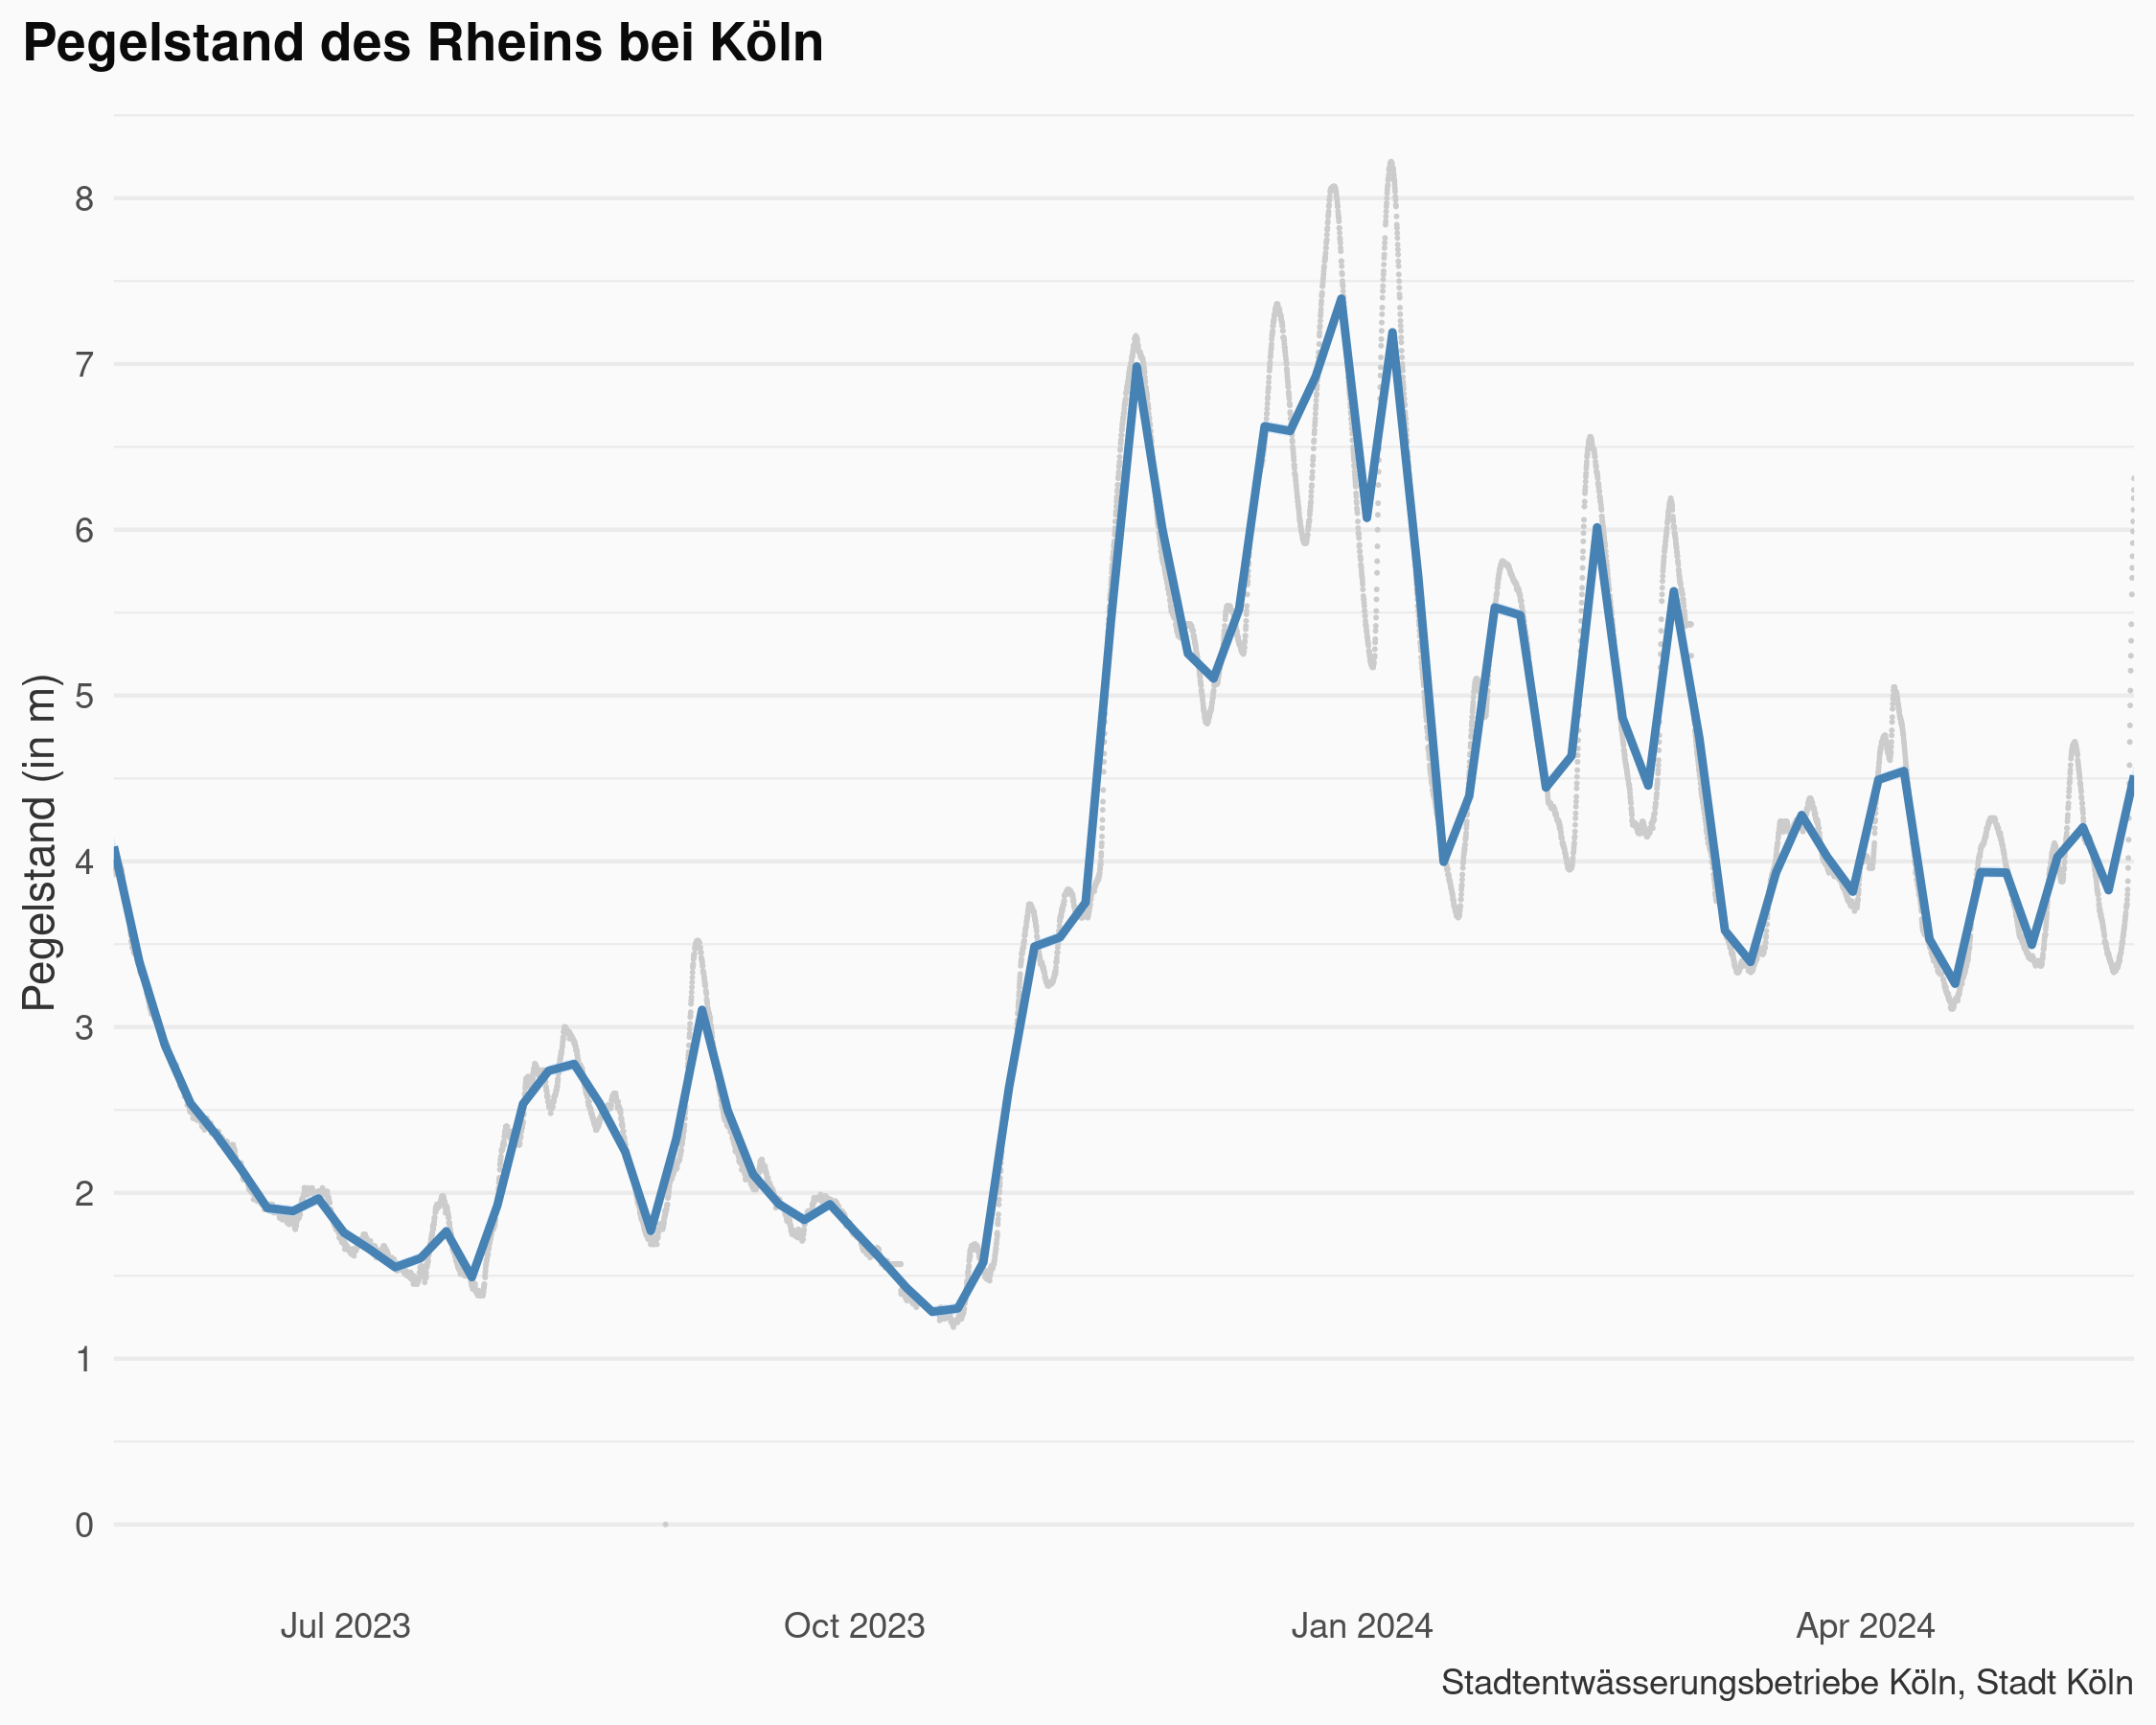 Pegelstand des Rheins bei Köln
Pegelstand (in m)
8
7
6
5
4
3
2
1
0
Jul 2023
Oct 2023
Jan 2024
Apr 2024
Stadtentwässerungsbetriebe Köln, Stadt Köln